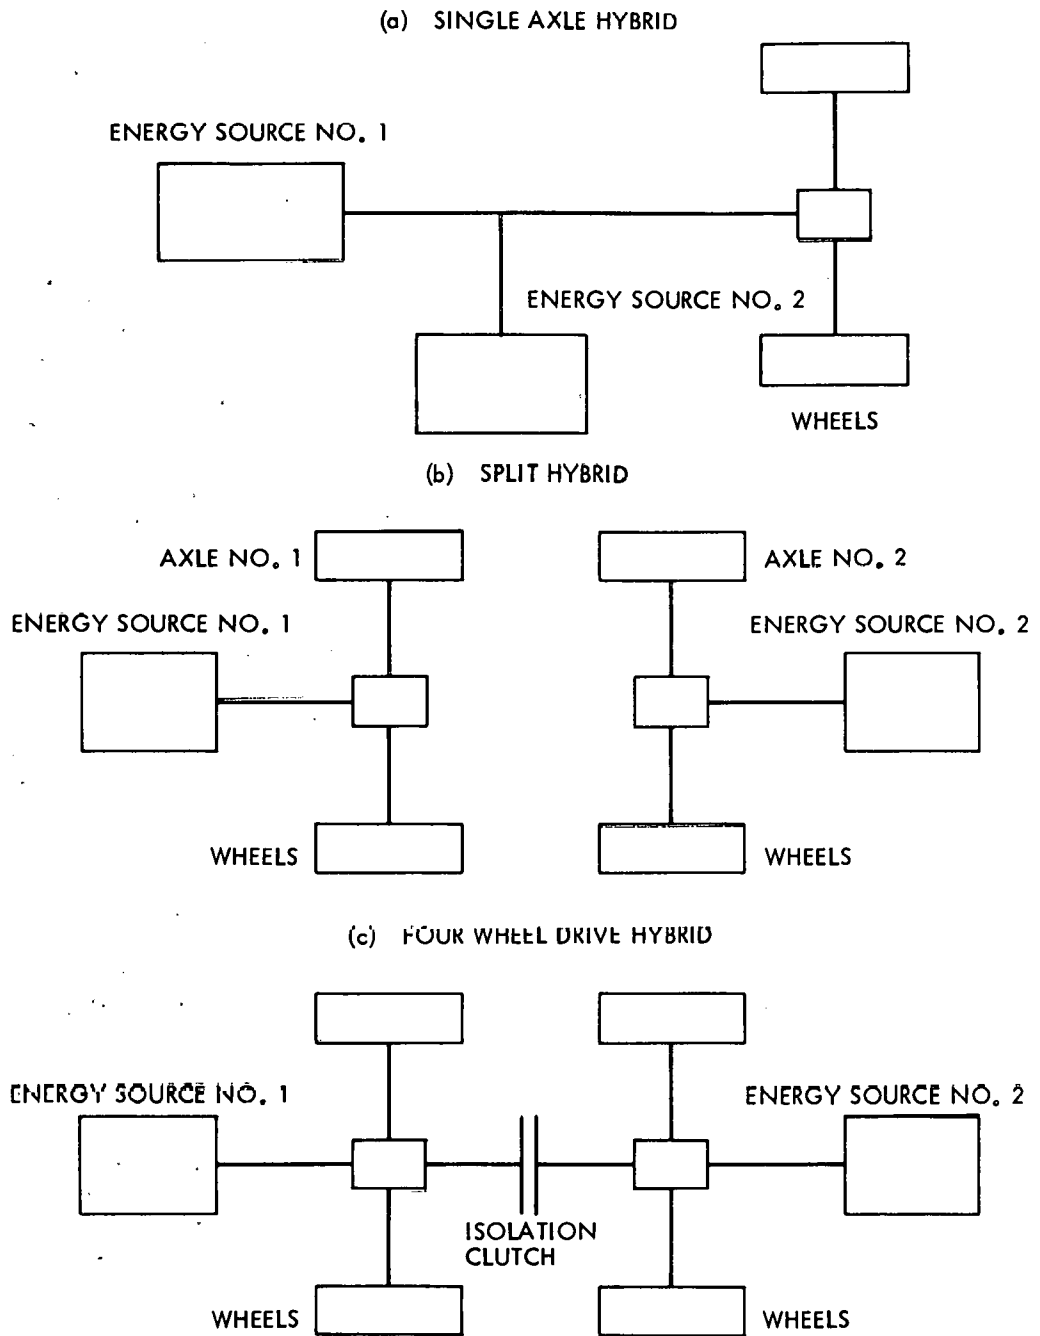 (a) SINGLE AXLE HYBRID
ENERGY SOURCE NO. 1
ENERGY SOURCE NO. 2
WHEELS
(b) SPLIT HYBRID
AXLE NO. 1
AXLE NO. 2
ENERGY SOURCE NO. 1
ENERGY SOURCE NO. 2
WHEELS
WHEELS
(c) FOUR WHEEL DRIVE HYBRID
ENERGY SOURCE NO. 1
ENERGY SOURCE NO. 2
ISOLATION
CLUTCH
WHEELS
WHEELS